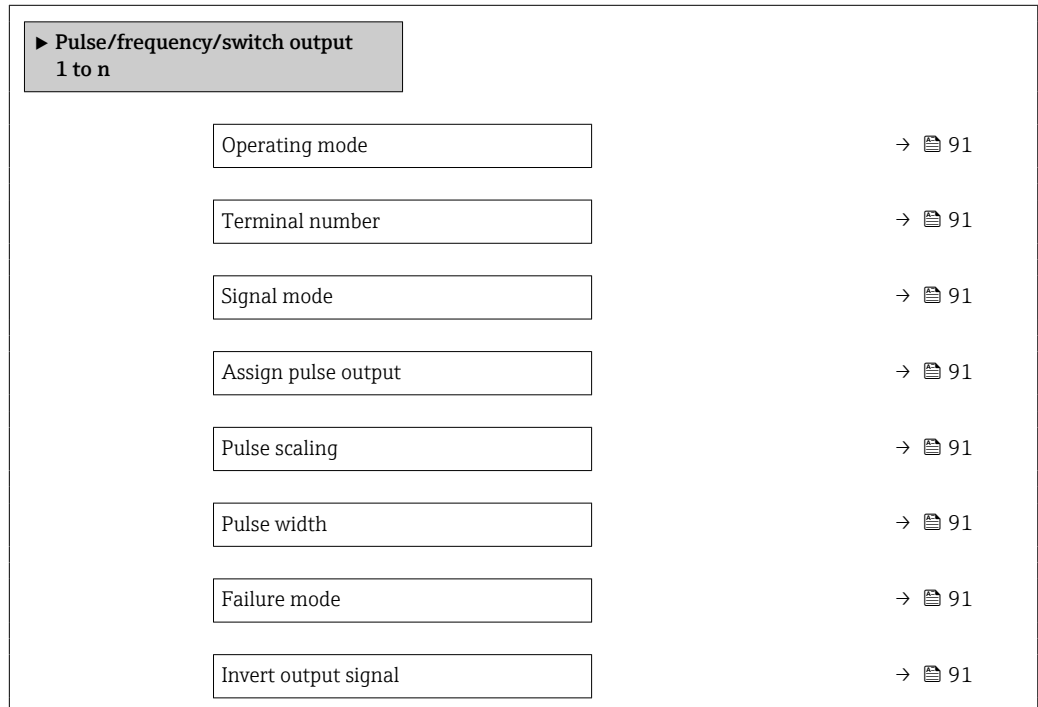 ▶ Pulse/frequency/switch output
1 to n
Operating mode → 91
Terminal number → 91
Signal mode → 91
Assign pulse output → 91
Pulse scaling → 91
Pulse width → 91
Failure mode → 91
Invert output signal → 91